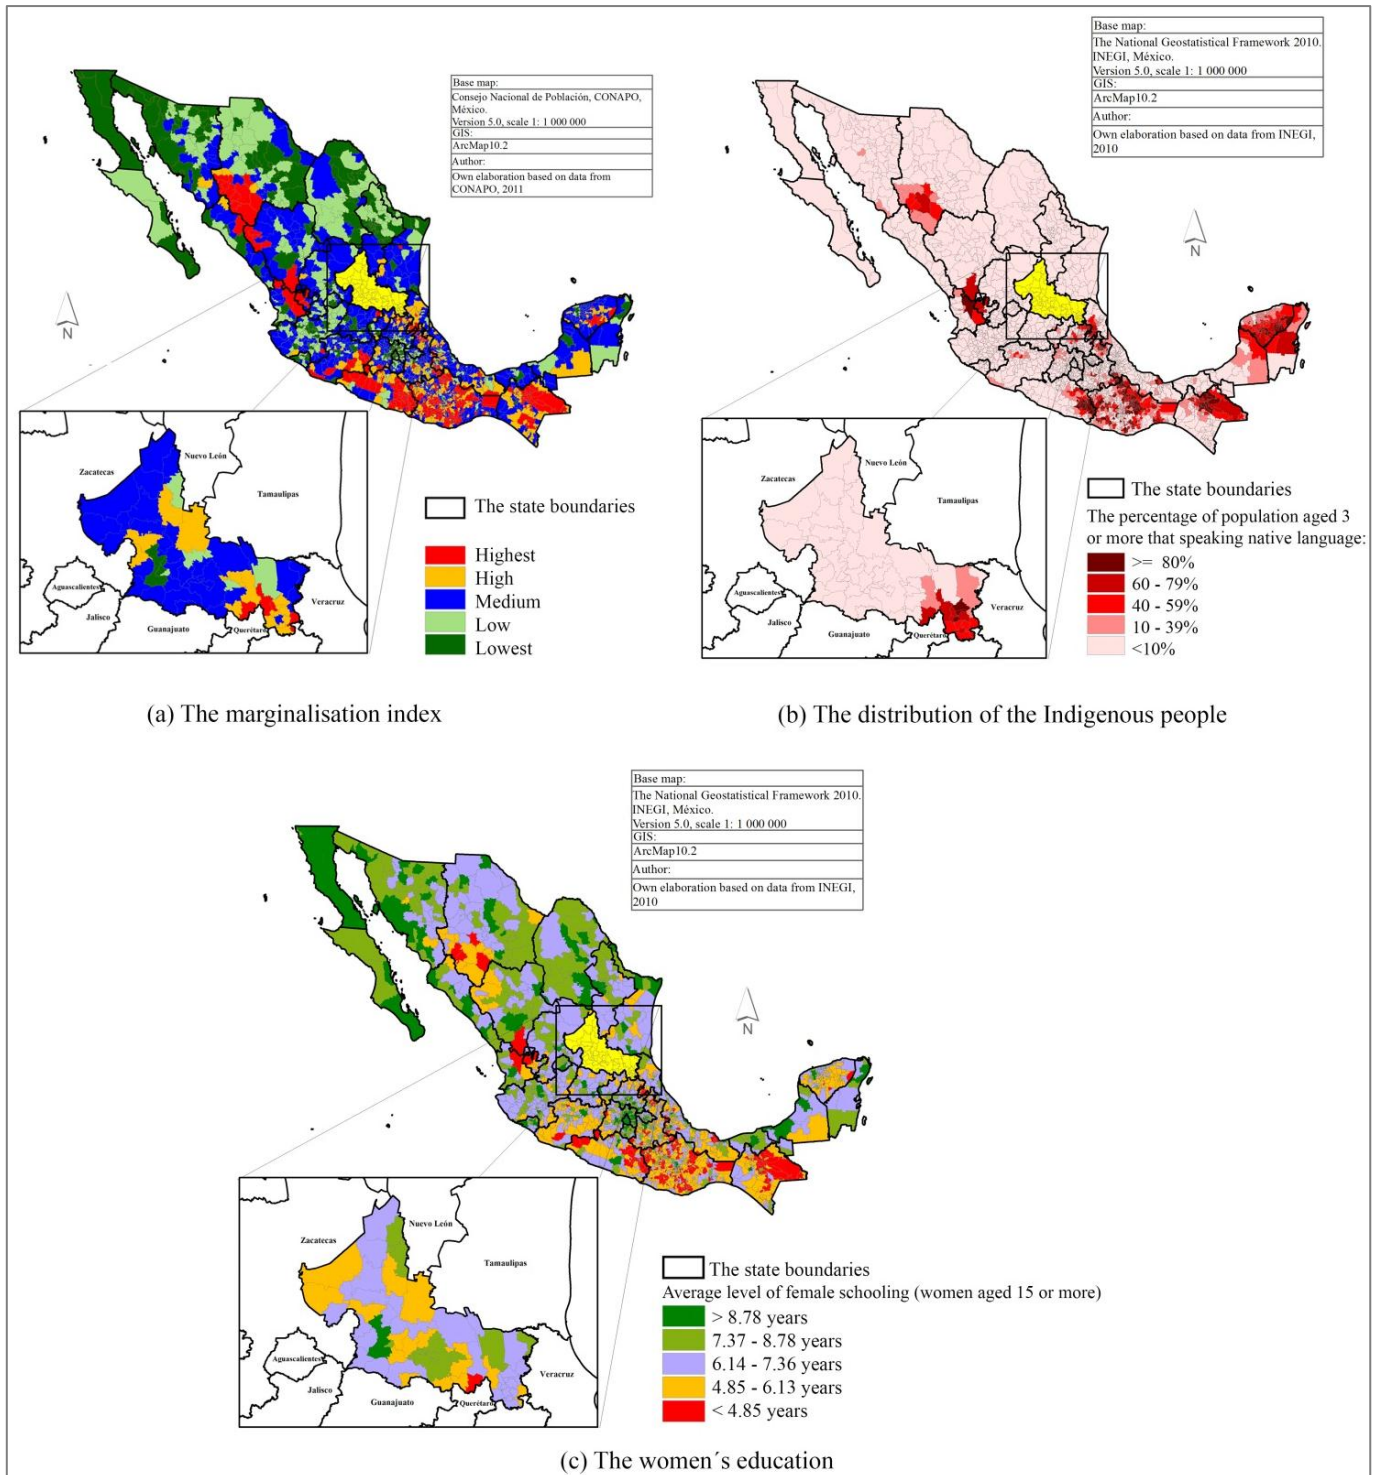 Base map:
Consejo Nacional de Población, CONAPO,
México.
Version 5.0, scale 1: 1 000 000
GIS:
ArcMap10.2
Author:
Own elaboration based on data from
CONAPO, 2011
N
Zacatecas
Nuevo León
Tamaulipas
Aguascalientes
Jalisco
Guanajuato
Querétaro
Veracruz
The state boundaries
Highest
High
Medium
Low
Lowest
(a) The marginalisation index
Base map:
The National Geostatistical Framework 2010.
INEGI, México.
Version 5.0, scale 1: 1 000 000
GIS:
ArcMap10.2
Author:
Own elaboration based on data from INEGI,
2010
N
Zacatecas
Nuevo León
Tamaulipas
Aguascalientes
Jalisco
Guanajuato
Querétaro
Veracruz
The state boundaries
The percentage of population aged 3
or more that speaking native language:
>= 80%
60 - 79%
40 - 59%
10 - 39%
<10%
(b) The distribution of the Indigenous people
Base map:
The National Geostatistical Framework 2010.
INEGI, México.
Version 5.0, scale 1: 1 000 000
GIS:
ArcMap10.2
Author:
Own elaboration based on data from INEGI,
2010
N
Zacatecas
Nuevo León
Tamaulipas
Aguascalientes
Jalisco
Guanajuato
Querétaro
Veracruz
The state boundaries
Average level of female schooling (women aged 15 or more)
> 8.78 years
7.37 - 8.78 years
6.14 - 7.36 years
4.85 - 6.13 years
< 4.85 years
(c) The women´s education